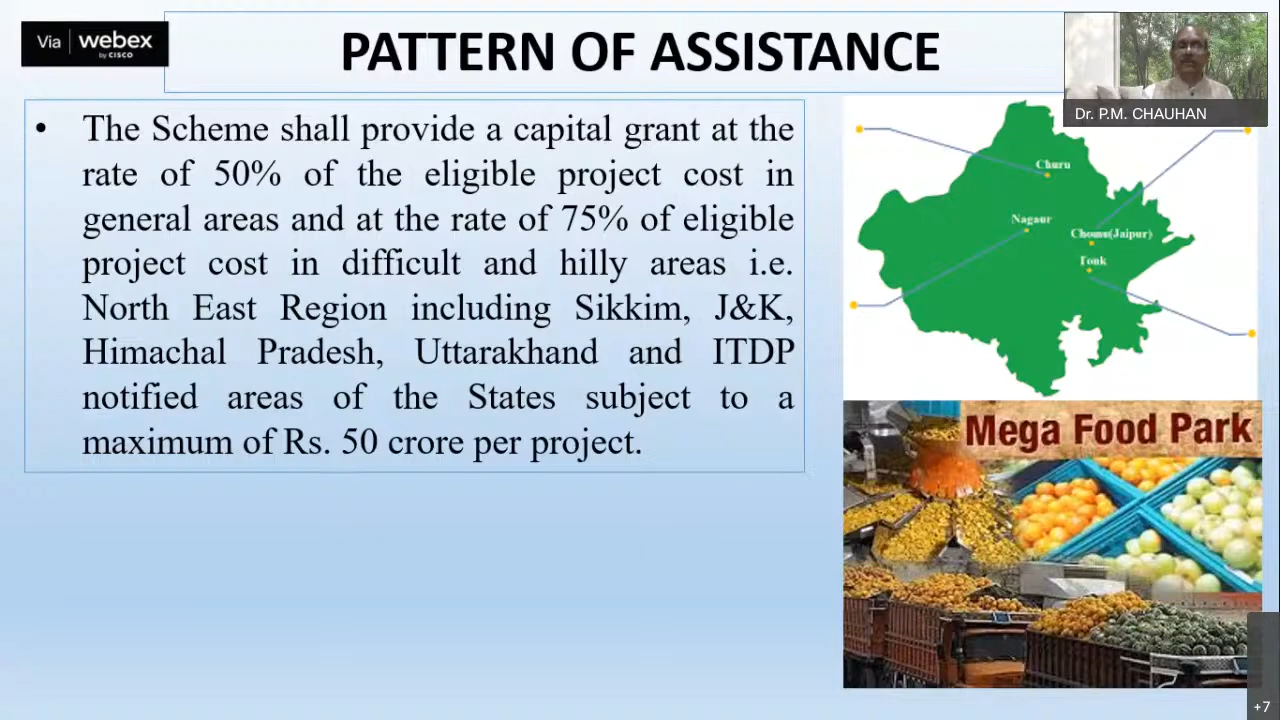 Via webex
by CISCO
PATTERN OF ASSISTANCE
Dr. P.M. CHAUHAN
• The Scheme shall provide a capital grant at the
rate of 50% of the eligible project cost in
general areas and at the rate of 75% of eligible
project cost in difficult and hilly areas i.e.
North East Region including Sikkim, J&K,
Himachal Pradesh, Uttarakhand and ITDP
notified areas of the States subject to a
maximum of Rs. 50 crore per project.
Churu
Nagaur
Chomu(Jaipur)
Tonk
Mega Food Park
+7